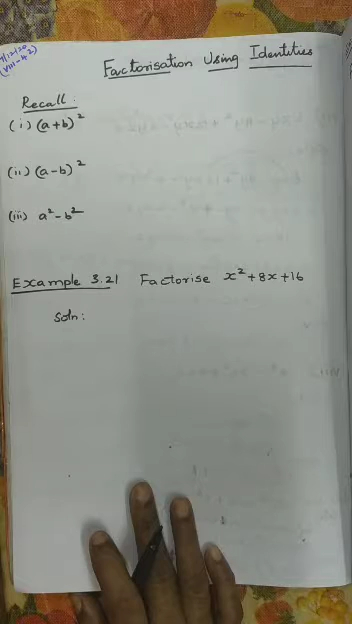 Factorisation Using Identities
Recall:
(i) (a+b)²
(ii) (a-b)²
(iii) a²-b²
Example 3.21 Factorise x²+8x+16
Soln: